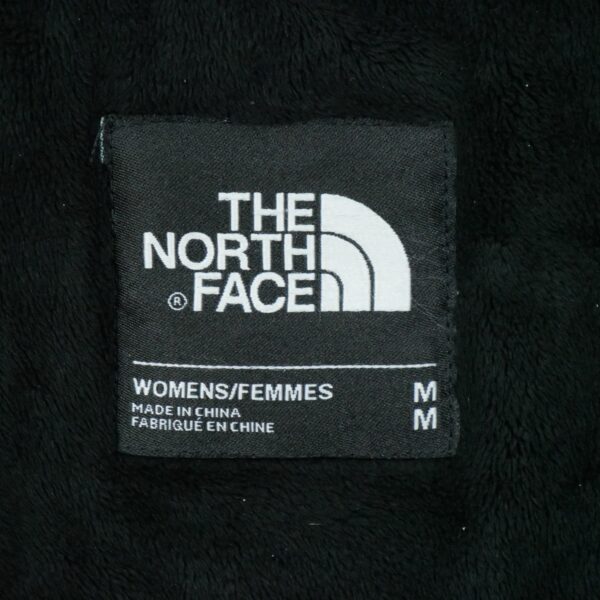 THE
NORTH
® FACE
WOMENS/FEMMES M
MADE IN CHINA M
FABRIQUÉ EN CHINE